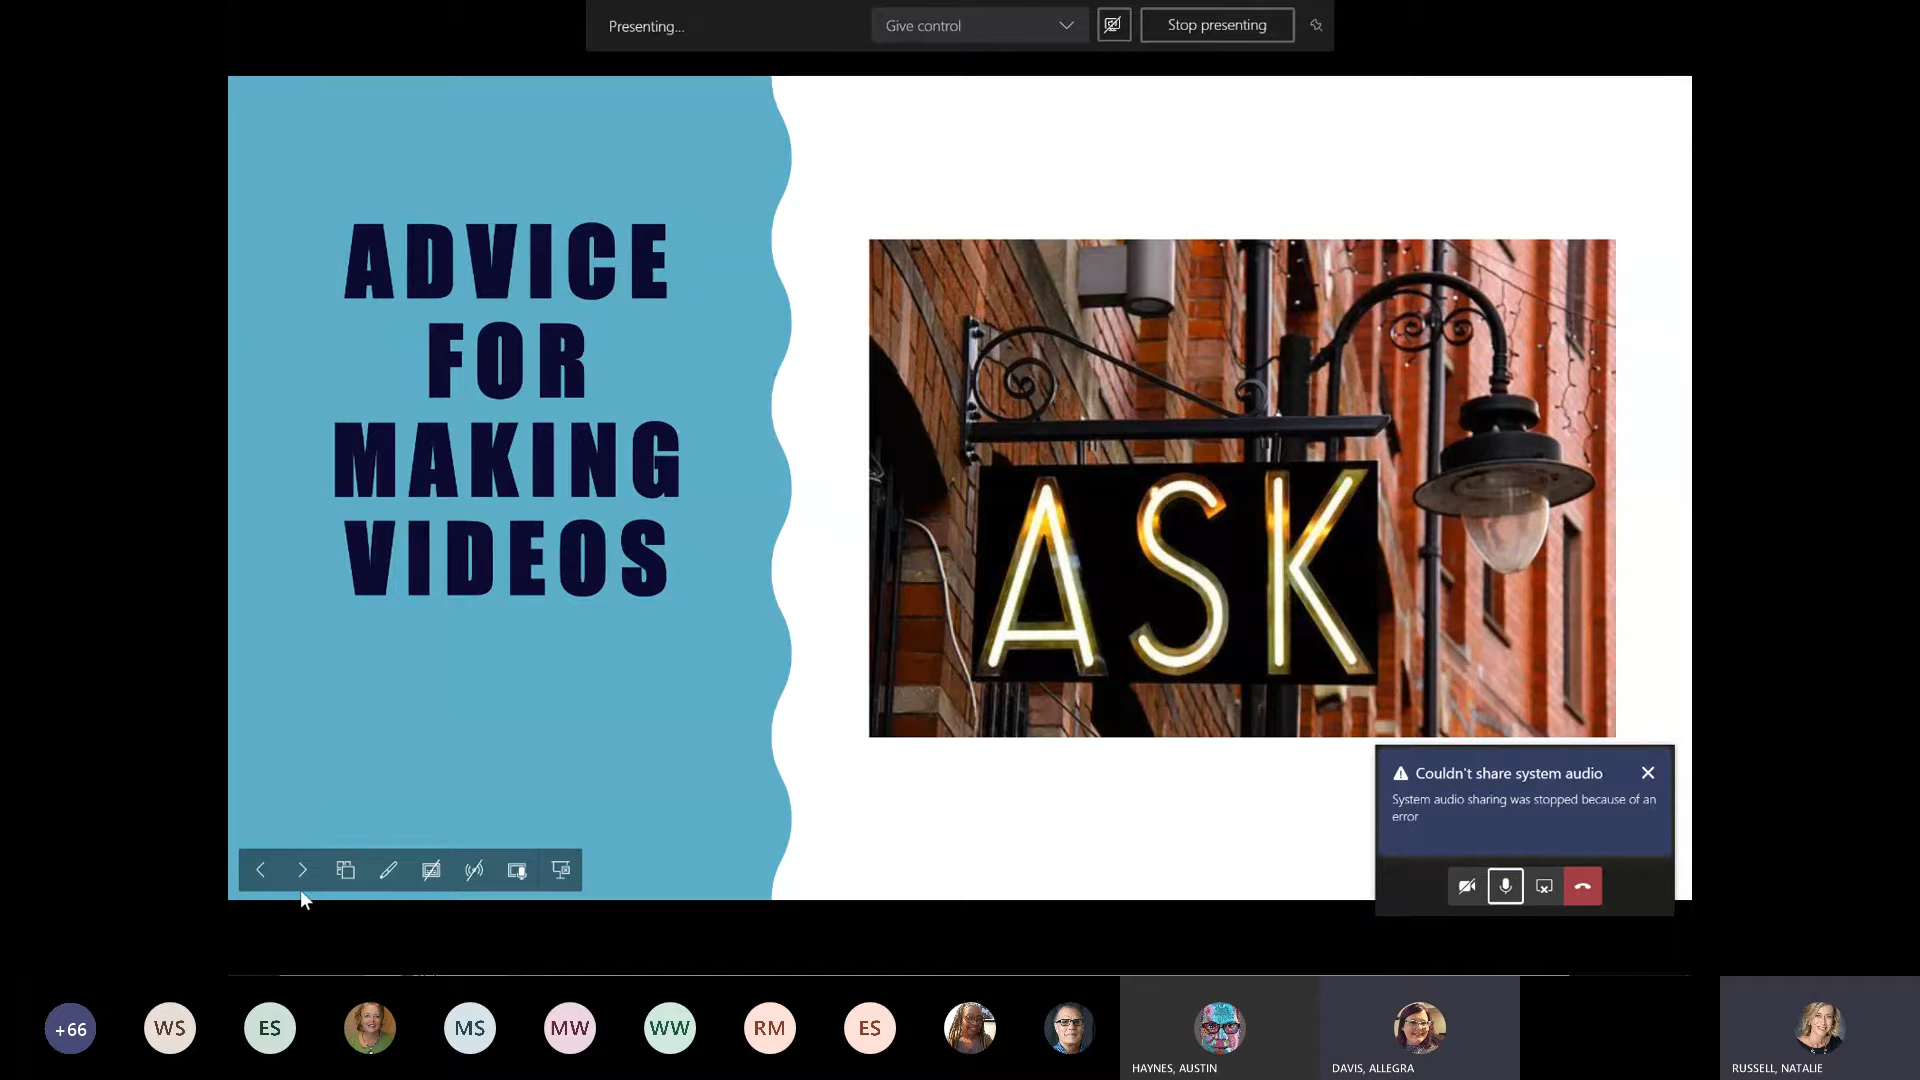 Presenting...
Give control
Stop presenting
ADVICE
FOR
MAKING
VIDEOS
ASK
Couldn't share system audio
System audio sharing was stopped because of an
error
+66
WS
ES
MS
MW
WW
RM
ES
HAYNES, AUSTIN
DAVIS, ALLEGRA
RUSSELL, NATALIE